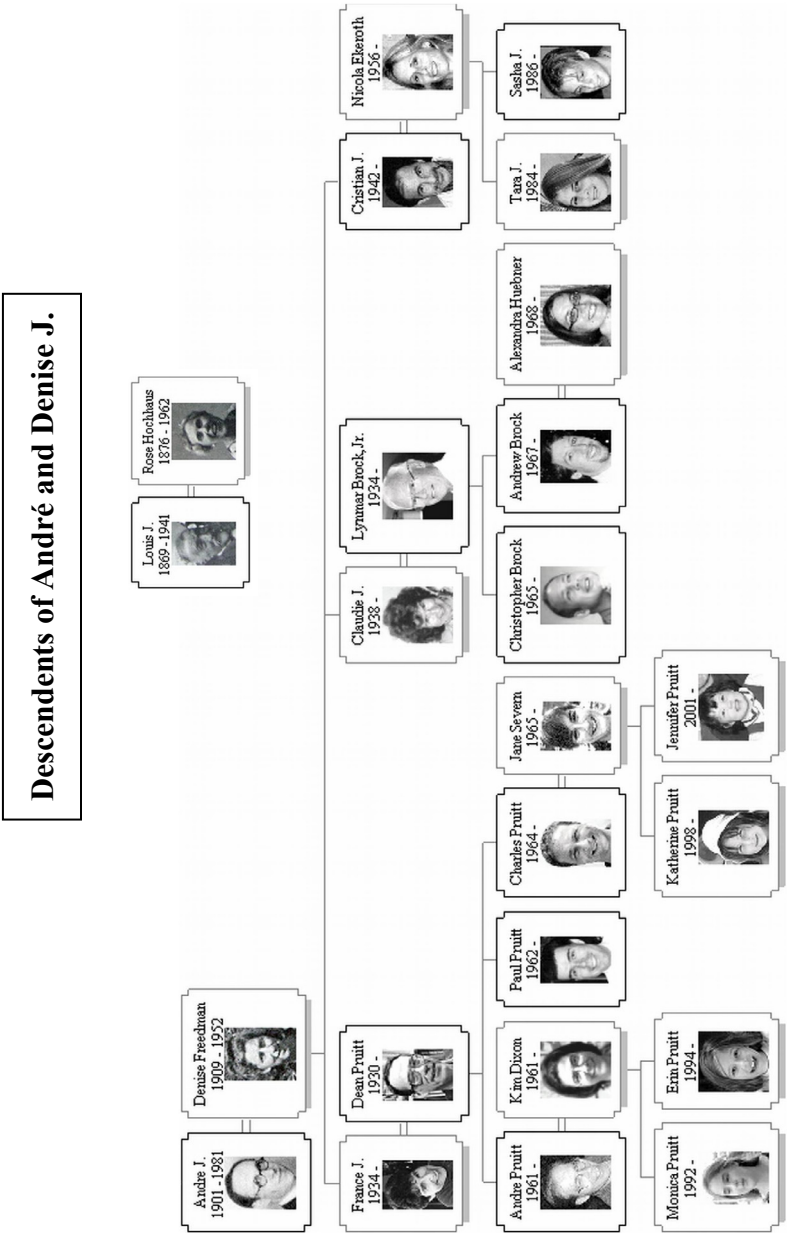 Descendents of André and Denise J.
Louis J.
1869 -1941
Rose Hochhaus
1876 - 1962
Andre J.
1901 -1981
Denise Freedman
1909 - 1952
France J.
1934 -
Dean Pruitt
1930 -
Claudie J.
1938 -
Lynmar Brock, Jr.
1934 -
Cristian J.
1942 -
Nicola Ekeroth
1956 -
Andre Pruitt
1961 -
Kim Dixon
1961 -
Paul Pruitt
1962 -
Charles Pruitt
1964 -
Jane Severn
1965 -
Christopher Brock
1965 -
Andrew Brock
1967 -
Alexandra Huebner
1968 -
Tara J.
1984 -
Sasha J.
1986 -
Monica Pruitt
1992 -
Erin Pruitt
1994 -
Katherine Pruitt
1998 -
Jennifer Pruitt
2001 -